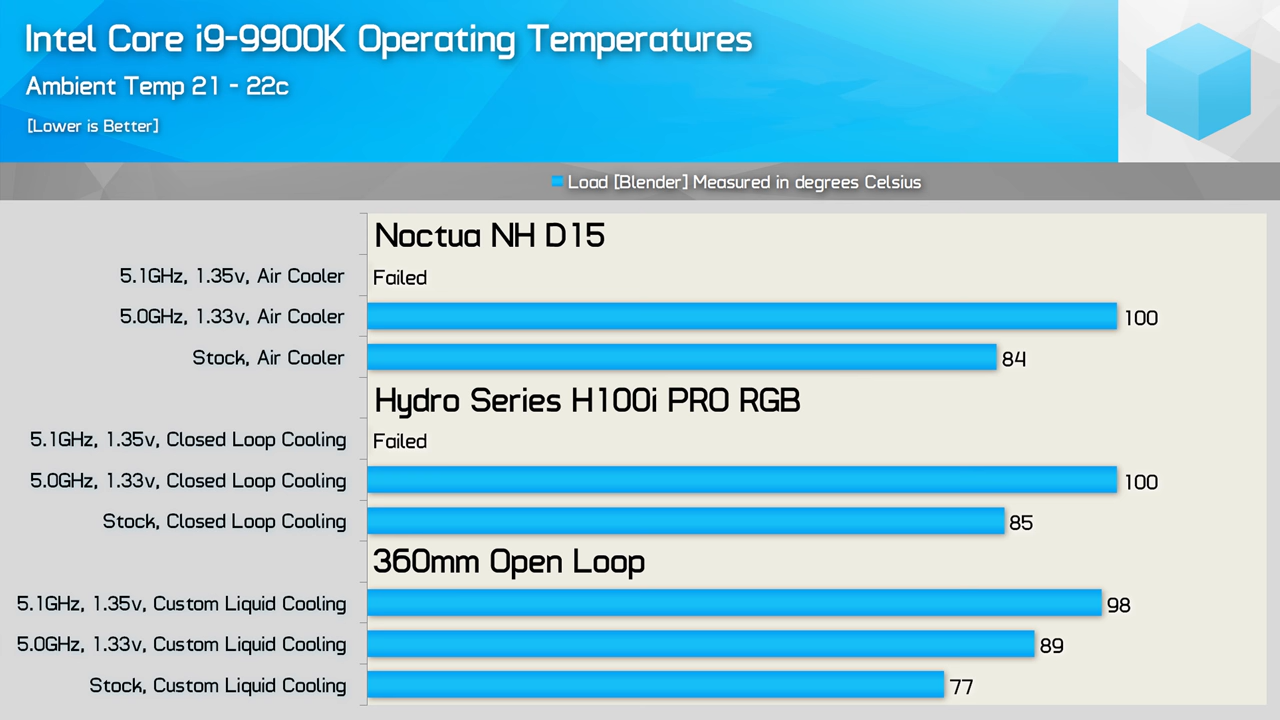 Intel Core i9-9900K Operating Temperatures
Ambient Temp 21 - 22c
[Lower is Better]
Load [Blender] Measured in degrees Celsius
Noctua NH D15
5.1GHz, 1.35v, Air Cooler Failed
5.0GHz, 1.33v, Air Cooler 100
Stock, Air Cooler 84
Hydro Series H100i PRO RGB
5.1GHz, 1.35v, Closed Loop Cooling Failed
5.0GHz, 1.33v, Closed Loop Cooling 100
Stock, Closed Loop Cooling 85
360mm Open Loop
5.1GHz, 1.35v, Custom Liquid Cooling 98
5.0GHz, 1.33v, Custom Liquid Cooling 89
Stock, Custom Liquid Cooling 77